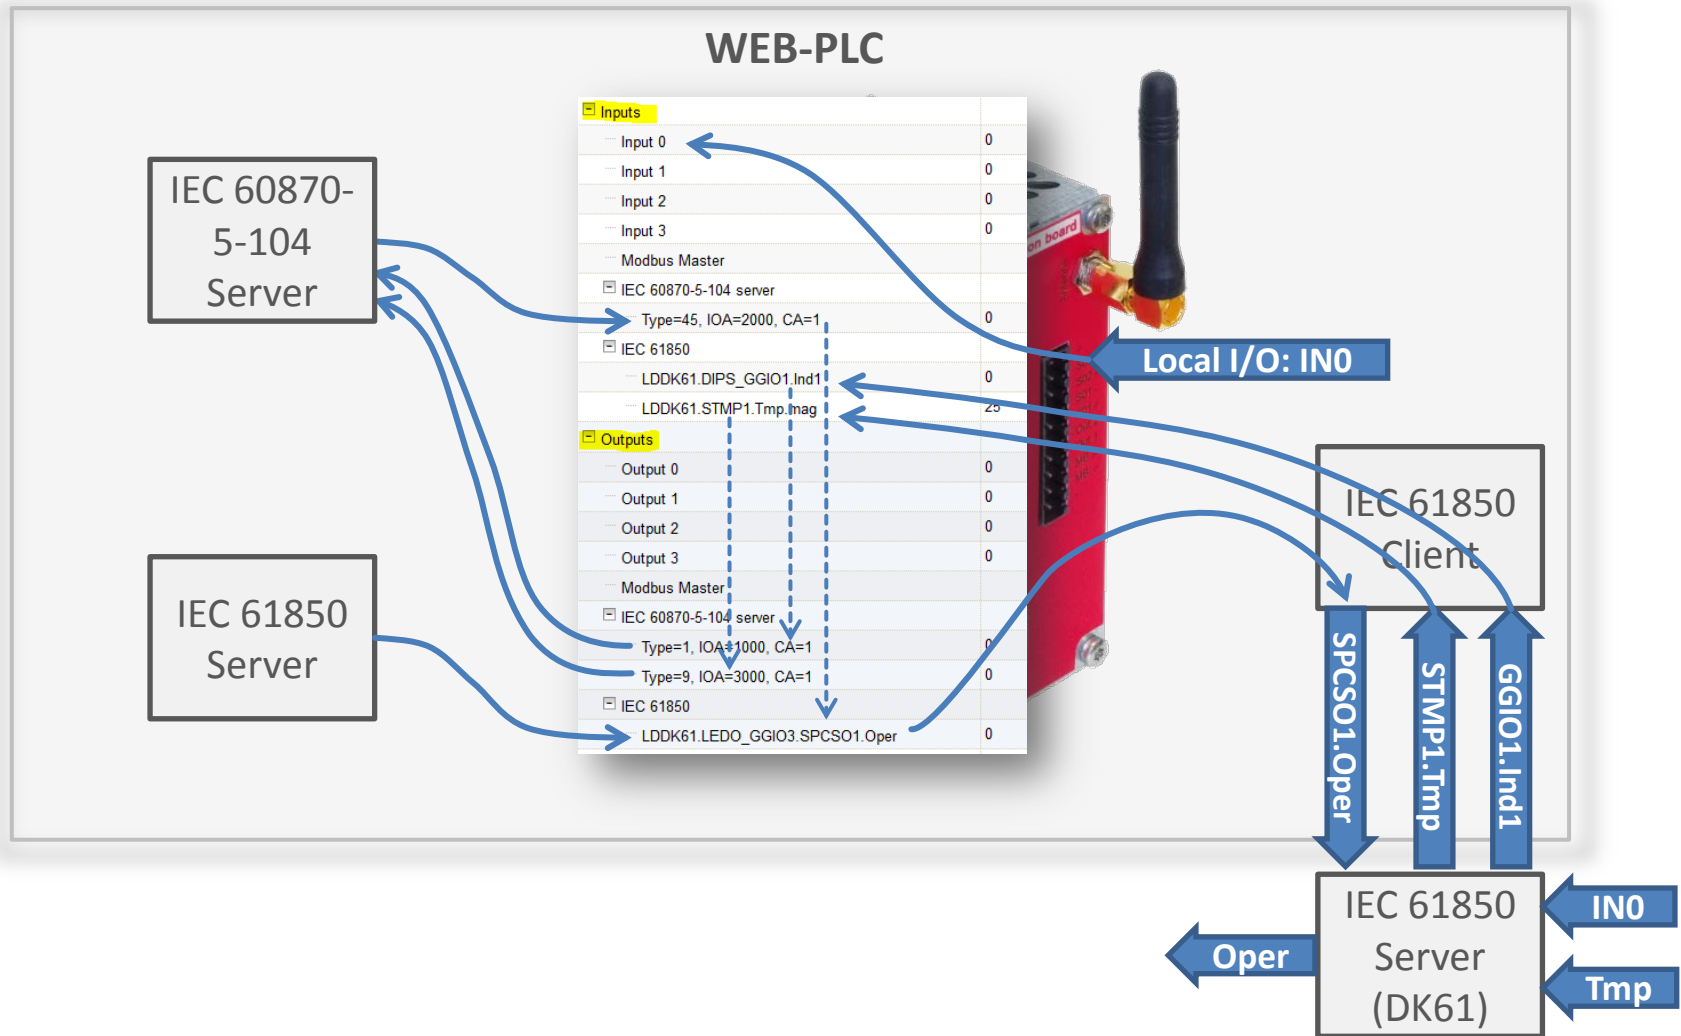 WEB-PLC
Inputs
Input 0 0
Input 1 0
Input 2 0
Input 3 0
Modbus Master
IEC 60870-5-104 server
Type=45, IOA=2000, CA=1 0
IEC 61850
LDDK61.DIPS_GGIO1.Ind1 0
LDDK61.STMP1.Tmp.mag 25
Outputs
Output 0 0
Output 1 0
Output 2 0
Output 3 0
Modbus Master
IEC 60870-5-104 server
Type=1, IOA=1000, CA=1 0
Type=9, IOA=3000, CA=1 0
IEC 61850
LDDK61.LEDO_GGIO3.SPCSO1.Oper 0
IEC 60870-
5-104
Server
IEC 61850
Server
on board
Local I/O: IN0
IEC 61850
Client
SPCSO1.Oper
STMP1.Tmp
GGIO1.Ind1
IEC 61850
Server
(DK61)
IN0
Tmp
Oper